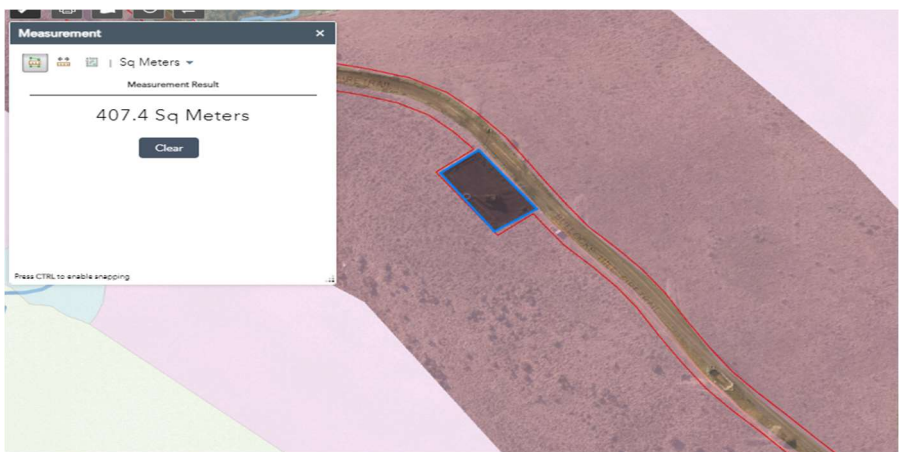 Measurement
Sq Meters
Measurement Result
407.4 Sq Meters
Clear
Press CTRL to enable snapping